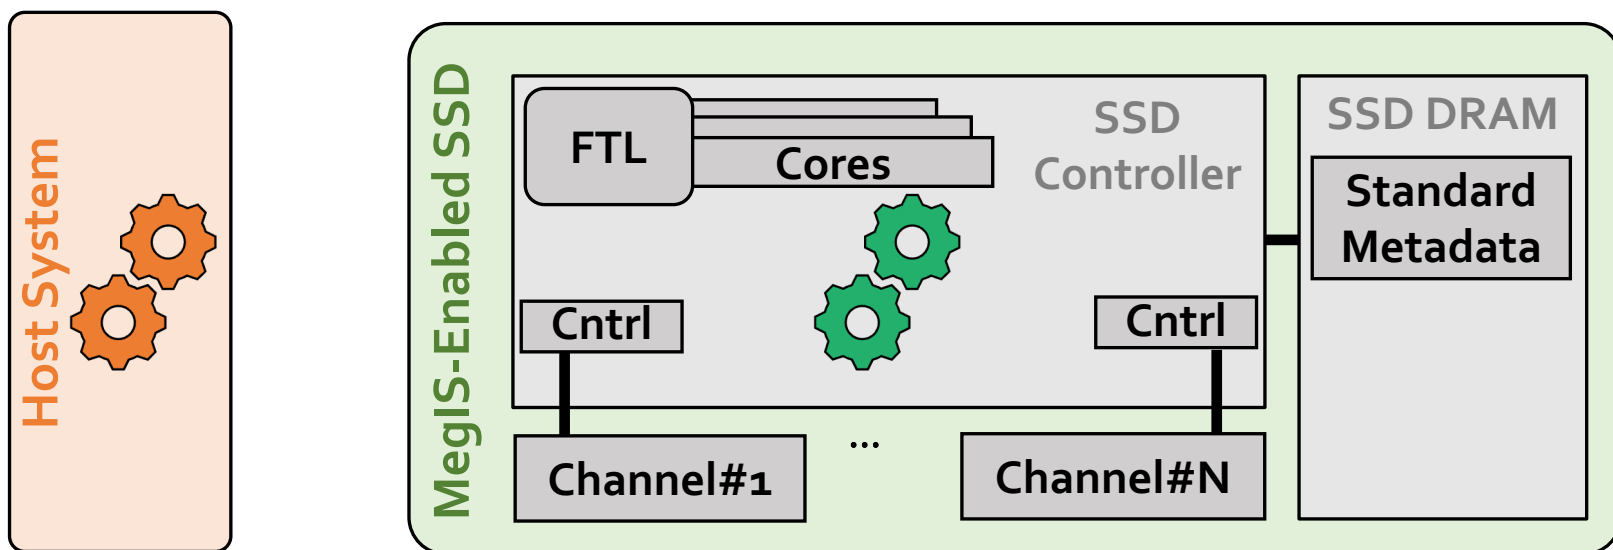 Host System
MegIS-Enabled SSD
FTL
Cores
SSD
Controller
Cntrl
Cntrl
Channel#1
...
Channel#N
SSD DRAM
Standard
Metadata